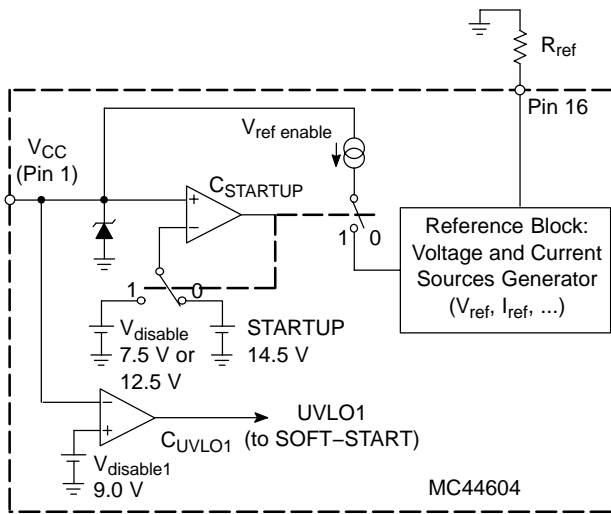 R_ref
Pin 16
V_ref enable
V_CC
(Pin 1)
+
C_STARTUP
−
1 0
Reference Block:
Voltage and Current
Sources Generator
(V_ref, I_ref, ...)
1 0
V_disable
7.5 V or
12.5 V
STARTUP
14.5 V
−
+
C_UVLO1
UVLO1
(to SOFT−START)
V_disable1
9.0 V
MC44604